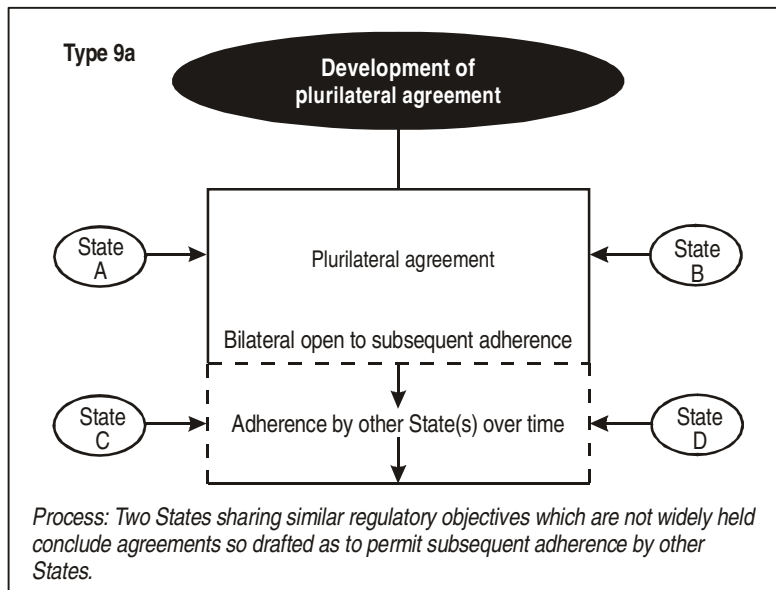 Type 9a
Development of
plurilateral agreement
State
A
Plurilateral agreement
State
B
Bilateral open to subsequent adherence
State
C
Adherence by other State(s) over time
State
D
Process: Two States sharing similar regulatory objectives which are not widely held
conclude agreements so drafted as to permit subsequent adherence by other
States.